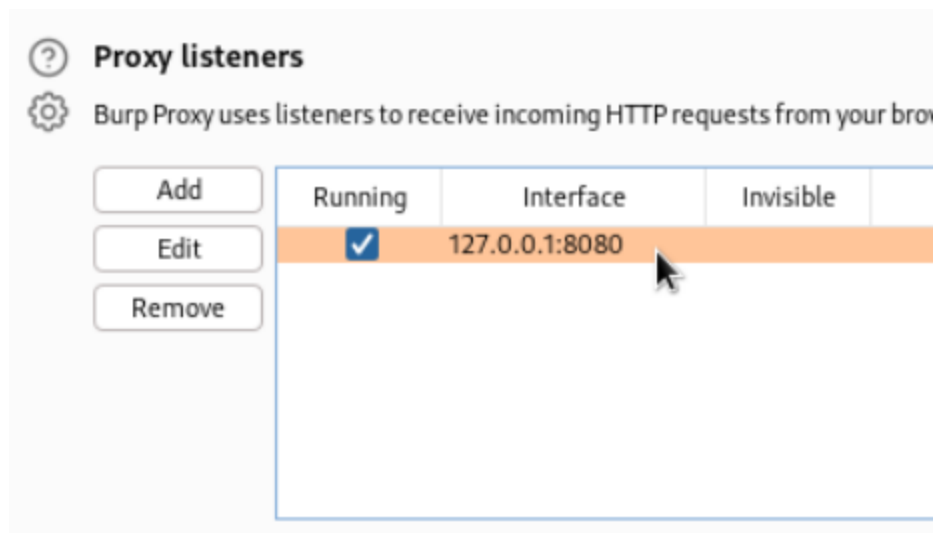 Proxy listeners
Burp Proxy uses listeners to receive incoming HTTP requests from your
Add
Edit
Remove
Running Interface Invisible
127.0.0.1:8080